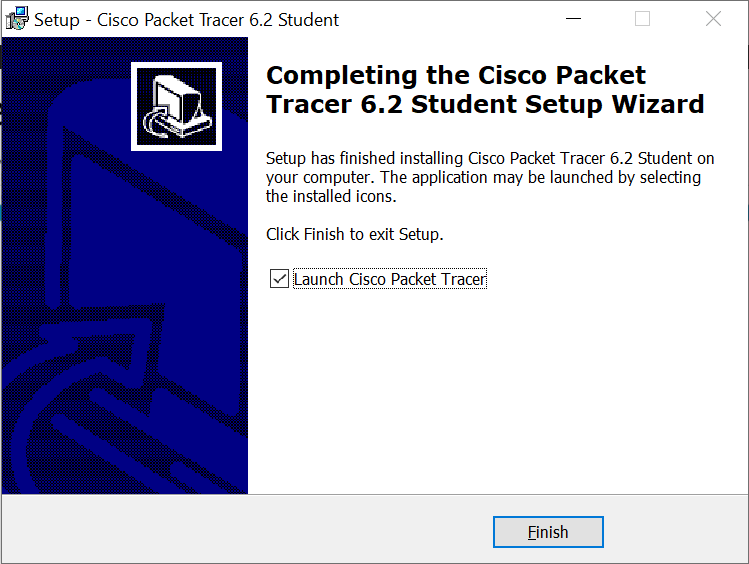 Setup - Cisco Packet Tracer 6.2 Student
Completing the Cisco Packet
Tracer 6.2 Student Setup Wizard
Setup has finished installing Cisco Packet Tracer 6.2 Student on
your computer. The application may be launched by selecting
the installed icons.
Click Finish to exit Setup.
Launch Cisco Packet Tracer
Finish